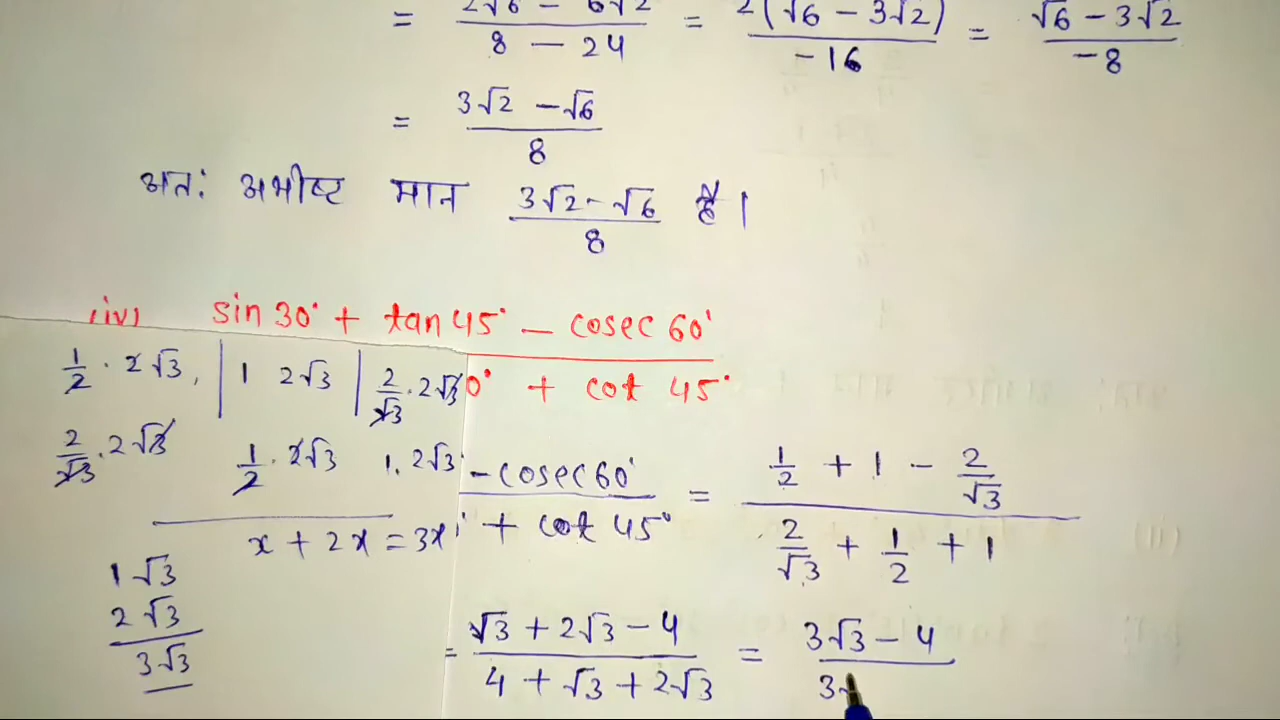 = 2√6 - 6√2 / 8 - 24 = 2(√6 - 3√2) / -16 = √6 - 3√2 / -8
= 3√2 - √6 / 8
अतः अभीष्ट मान 3√2 - √6 / 8 है।
(iv) sin 30° + tan 45° - cosec 60°
0° + cot 45°
1/2 · 2√3, | 1 2√3 | 2/√3 · 2√3
2/√3 · 2√3 1/2 · 2√3 1. 2√3
x + 2x = 3x
1√3
2√3
3√3
- cosec 60° / + cot 45° = 1/2 + 1 - 2/√3 / 2/√3 + 1/2 + 1
= √3 + 2√3 - 4 / 4 + √3 + 2√3 = 3√3 - 4 / 3